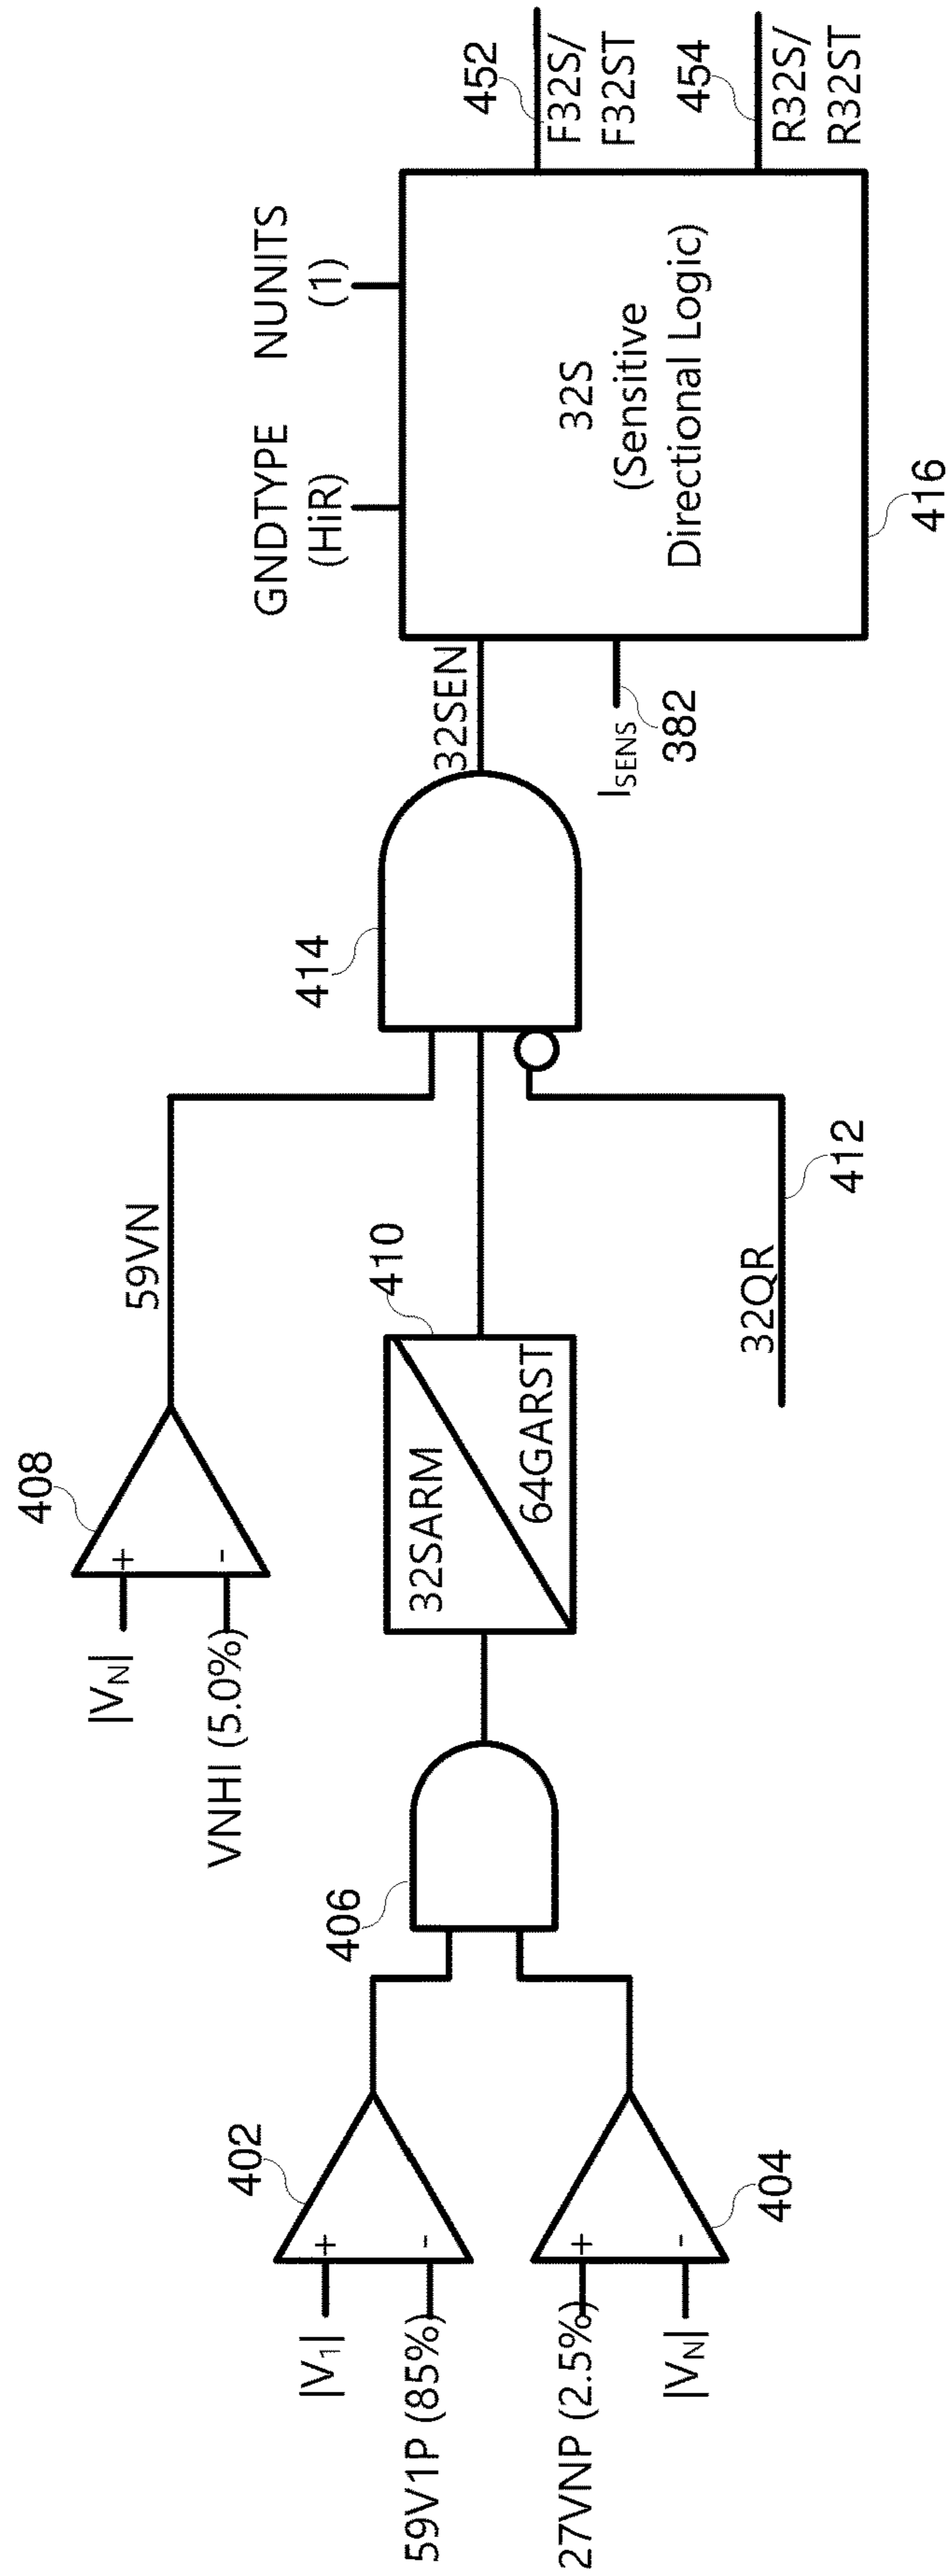 |V1|
59V1P (85%)
402
27VNP (2.5%)
|VN|
404
406
|VN|
VNHI (5.0%)
408
59VN
32SARM
64GARST
410
32QR
412
414
32SEN
ISENS
382
GNDTYPE
(HiR)
NUNITS
(1)
32S
(Sensitive
Directional Logic)
416
452
F32S/
F32ST
454
R32S/
R32ST
+
-
+
-
+
-